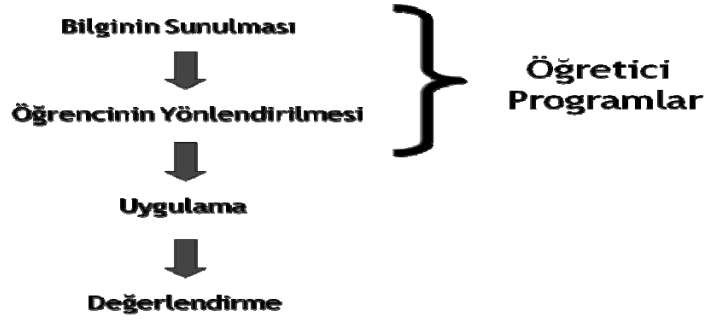 Bilginin Sunulması
Öğrencinin Yönlendirilmesi
Uygulama
Değerlendirme
Öğretici
Programlar